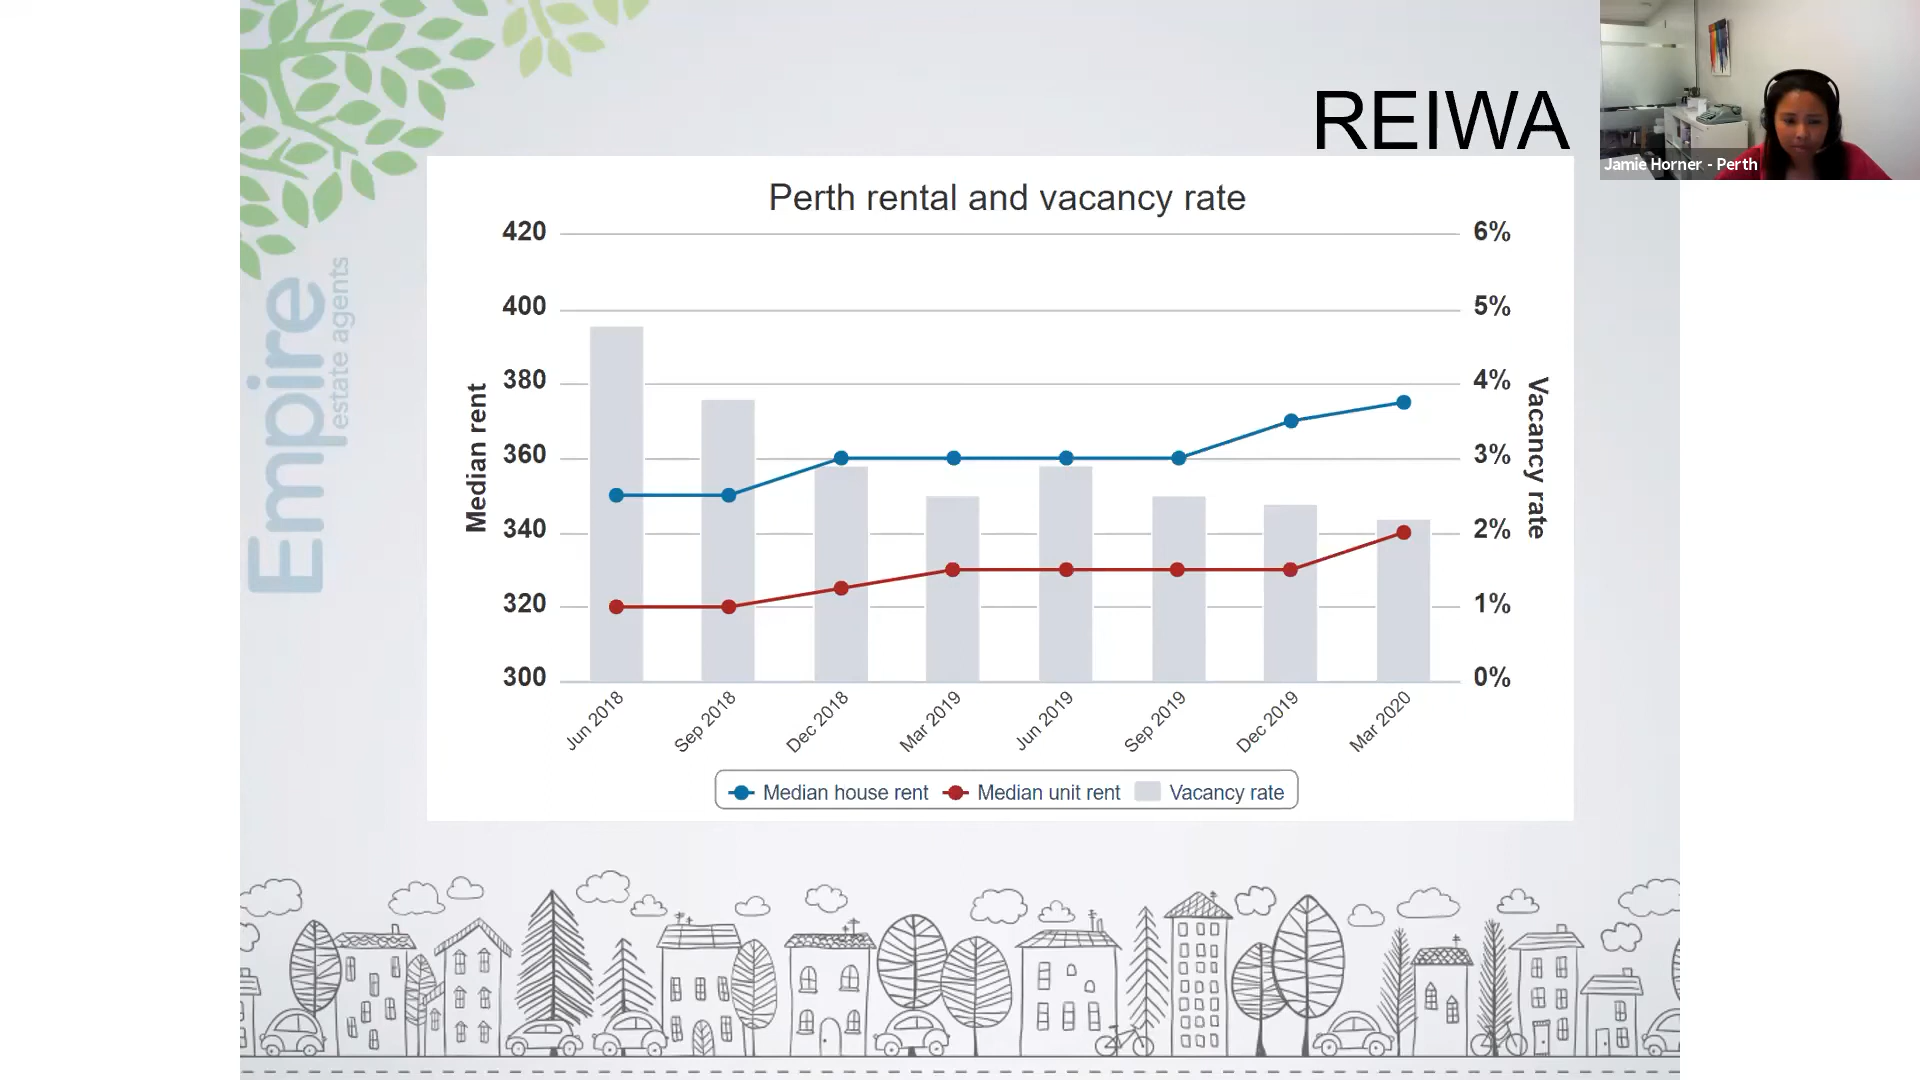 REIWA
Jamie Horner - Perth
Empire
estate agents
Perth rental and vacancy rate
Median rent
420
400
380
360
340
320
300
6%
5%
4%
3%
2%
1%
0%
Vacancy rate
Jun 2018
Sep 2018
Dec 2018
Mar 2019
Jun 2019
Sep 2019
Dec 2019
Mar 2020
Median house rent Median unit rent Vacancy rate